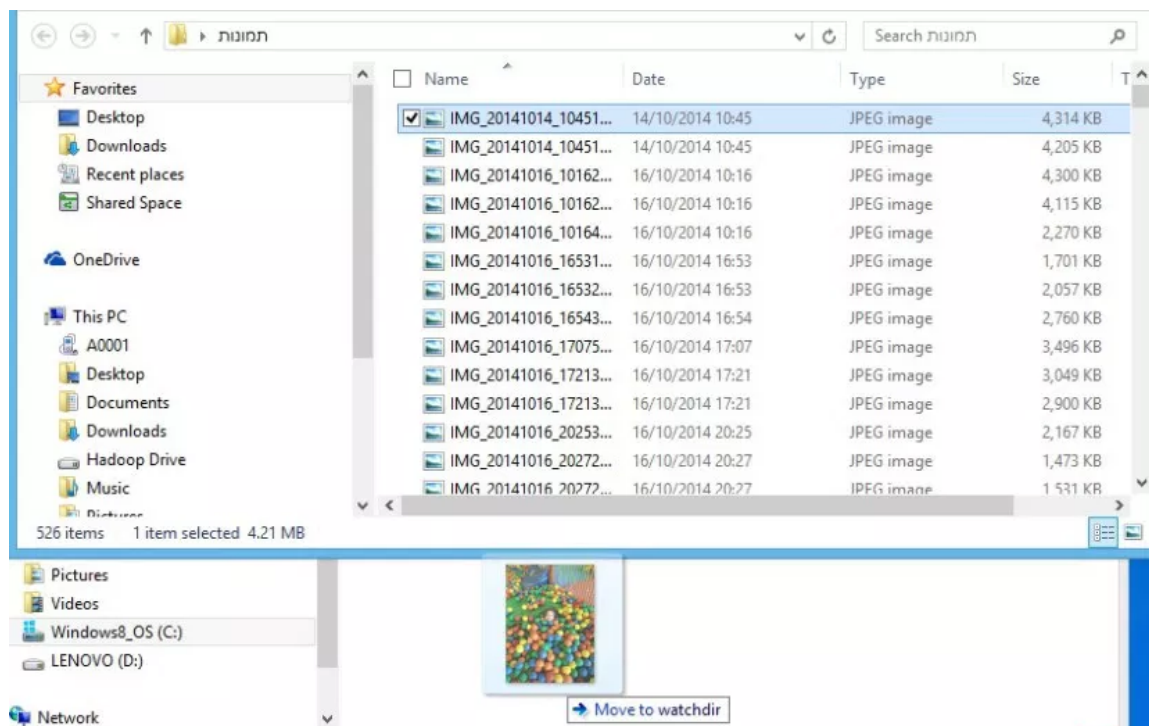 תמונות
Search תמונות
Favorites
Desktop
Downloads
Recent places
Shared Space
OneDrive
This PC
A0001
Desktop
Documents
Downloads
Hadoop Drive
Music
Pictures
Name Date Type Size T
IMG_20141014_10451... 14/10/2014 10:45 JPEG image 4,314 KB
IMG_20141014_10451... 14/10/2014 10:45 JPEG image 4,205 KB
IMG_20141016_10162... 16/10/2014 10:16 JPEG image 4,300 KB
IMG_20141016_10162... 16/10/2014 10:16 JPEG image 4,115 KB
IMG_20141016_10164... 16/10/2014 10:16 JPEG image 2,270 KB
IMG_20141016_16531... 16/10/2014 16:53 JPEG image 1,701 KB
IMG_20141016_16532... 16/10/2014 16:53 JPEG image 2,057 KB
IMG_20141016_16543... 16/10/2014 16:54 JPEG image 2,760 KB
IMG_20141016_17075... 16/10/2014 17:07 JPEG image 3,496 KB
IMG_20141016_17213... 16/10/2014 17:21 JPEG image 3,049 KB
IMG_20141016_17213... 16/10/2014 17:21 JPEG image 2,900 KB
IMG_20141016_20253... 16/10/2014 20:25 JPEG image 2,167 KB
IMG_20141016_20272... 16/10/2014 20:27 JPEG image 1,473 KB
IMG_20141016_20272... 16/10/2014 20:27 JPEG image 1,531 KB
526 items 1 item selected 4.21 MB
Pictures
Videos
Windows8_OS (C:)
LENOVO (D:)
Network
Move to watchdir